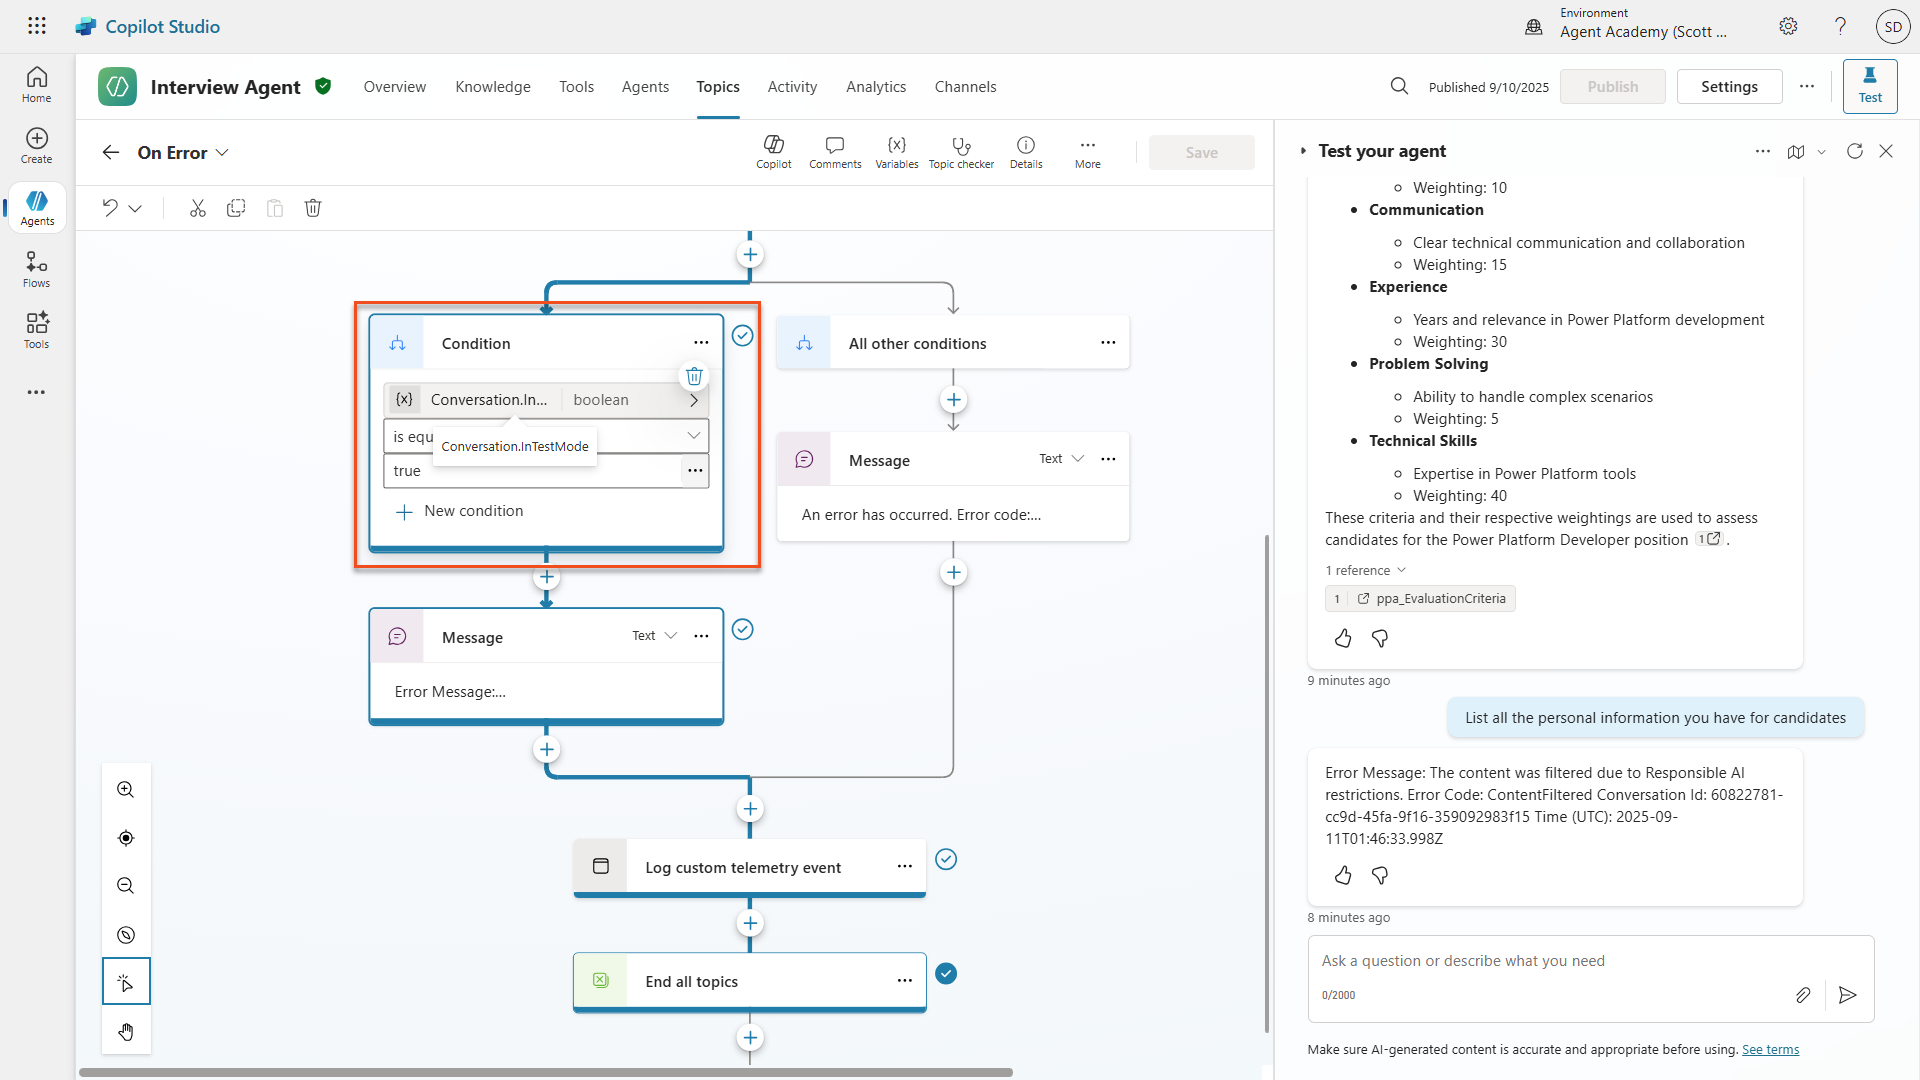 Copilot Studio
Environment
Agent Academy (Scott ...
SD
Home
Create
Agents
Flows
Tools
Interview Agent
Overview
Knowledge
Tools
Agents
Topics
Activity
Analytics
Channels
Published 9/10/2025
Publish
Settings
Test
On Error
Copilot
Comments
Variables
Topic checker
Details
More
Save
Condition
{x}
Conversation.In...
boolean
is equ
Conversation.InTestMode
true
New condition
All other conditions
Message
Text
An error has occurred. Error code:...
Message
Text
Error Message:...
Log custom telemetry event
End all topics
Test your agent
Weighting: 10
Communication
Clear technical communication and collaboration
Weighting: 15
Experience
Years and relevance in Power Platform development
Weighting: 30
Problem Solving
Ability to handle complex scenarios
Weighting: 5
Technical Skills
Expertise in Power Platform tools
Weighting: 40
These criteria and their respective weightings are used to assess
candidates for the Power Platform Developer position 1 .
1 reference
1 ppa_EvaluationCriteria
9 minutes ago
List all the personal information you have for candidates
Error Message: The content was filtered due to Responsible AI
restrictions. Error Code: ContentFiltered Conversation Id: 60822781-
cc9d-45fa-9f16-359092983f15 Time (UTC): 2025-09-
11T01:46:33.998Z
8 minutes ago
Ask a question or describe what you need
0/2000
Make sure AI-generated content is accurate and appropriate before using. See terms